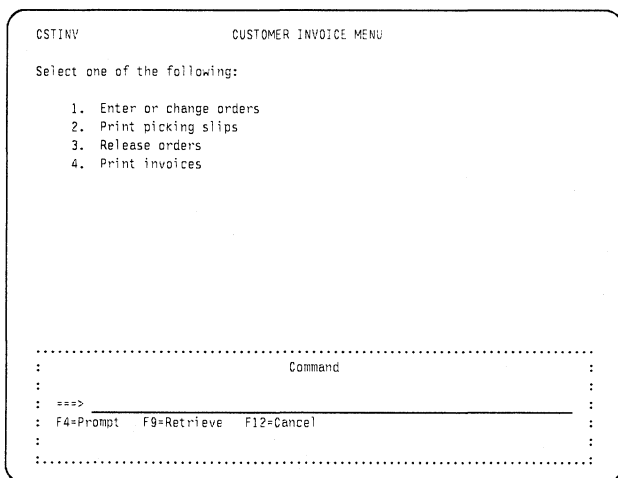 CSTINV CUSTOMER INVOICE MENU
Select one of the following:
1. Enter or change orders
2. Print picking slips
3. Release orders
4. Print invoices
Command
===>
F4=Prompt F9=Retrieve F12=Cancel